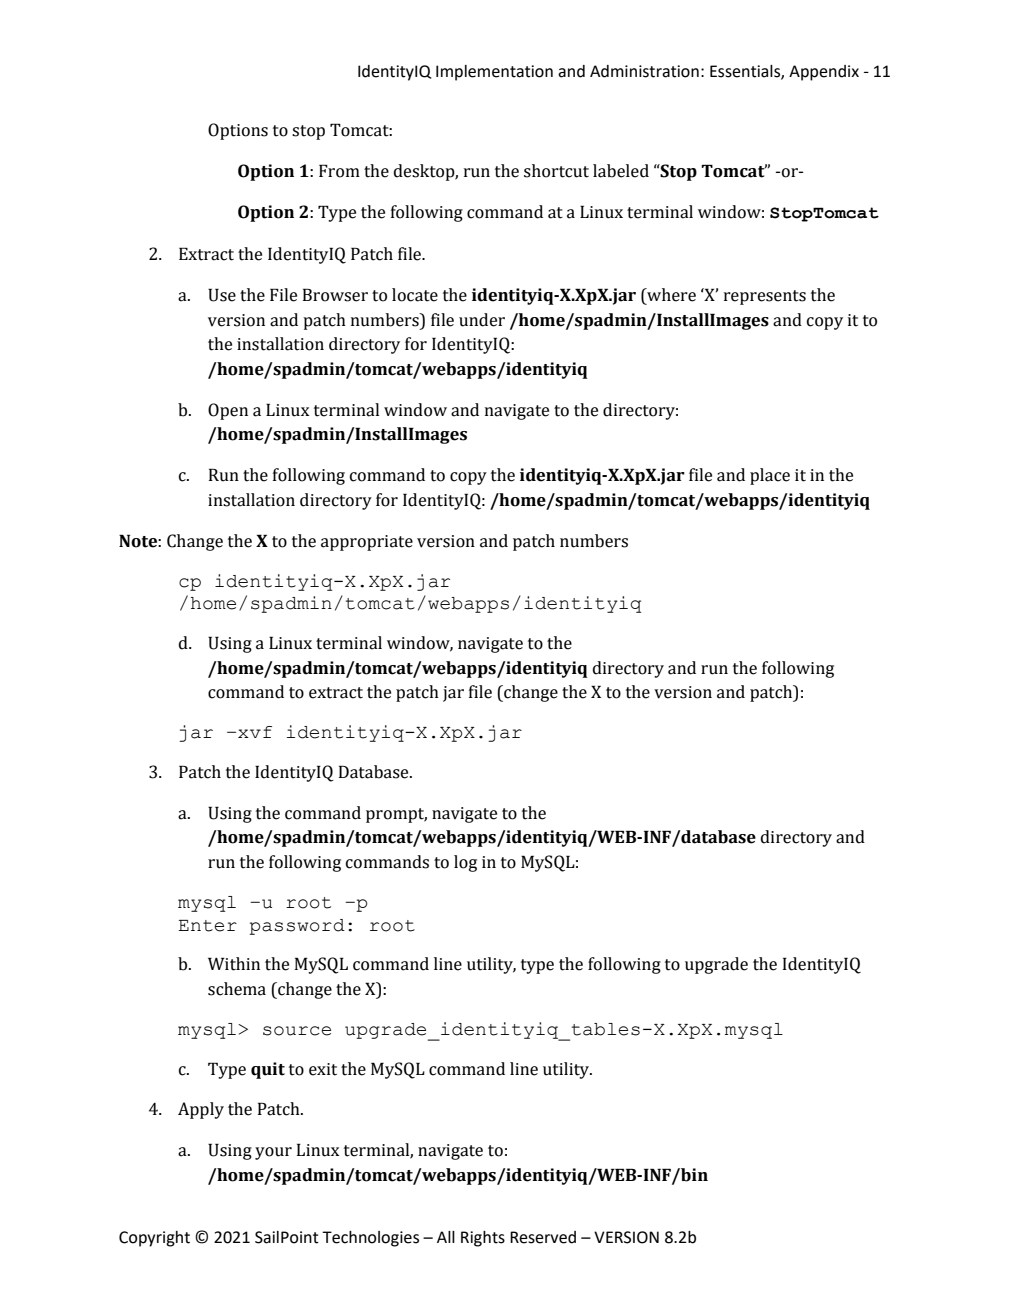 IdentityIQ Implementation and Administration: Essentials, Appendix - 11
Options to stop Tomcat:
Option 1: From the desktop, run the shortcut labeled “Stop Tomcat” -or-
Option 2: Type the following command at a Linux terminal window: StopTomcat
2. Extract the IdentityIQ Patch file.
a. Use the File Browser to locate the identityiq-X.XpX.jar (where ‘X’ represents the
version and patch numbers) file under /home/spadmin/InstallImages and copy it to
the installation directory for IdentityIQ:
/home/spadmin/tomcat/webapps/identityiq
b. Open a Linux terminal window and navigate to the directory:
/home/spadmin/InstallImages
c. Run the following command to copy the identityiq-X.XpX.jar file and place it in the
installation directory for IdentityIQ: /home/spadmin/tomcat/webapps/identityiq
Note: Change the X to the appropriate version and patch numbers
cp identityiq-X.XpX.jar
/home/spadmin/tomcat/webapps/identityiq
d. Using a Linux terminal window, navigate to the
/home/spadmin/tomcat/webapps/identityiq directory and run the following
command to extract the patch jar file (change the X to the version and patch):
jar –xvf identityiq-X.XpX.jar
3. Patch the IdentityIQ Database.
a. Using the command prompt, navigate to the
/home/spadmin/tomcat/webapps/identityiq/WEB-INF/database directory and
run the following commands to log in to MySQL:
mysql –u root –p
Enter password: root
b. Within the MySQL command line utility, type the following to upgrade the IdentityIQ
schema (change the X):
mysql> source upgrade_identityiq_tables-X.XpX.mysql
c. Type quit to exit the MySQL command line utility.
4. Apply the Patch.
a. Using your Linux terminal, navigate to:
/home/spadmin/tomcat/webapps/identityiq/WEB-INF/bin
Copyright © 2021 SailPoint Technologies – All Rights Reserved – VERSION 8.2b